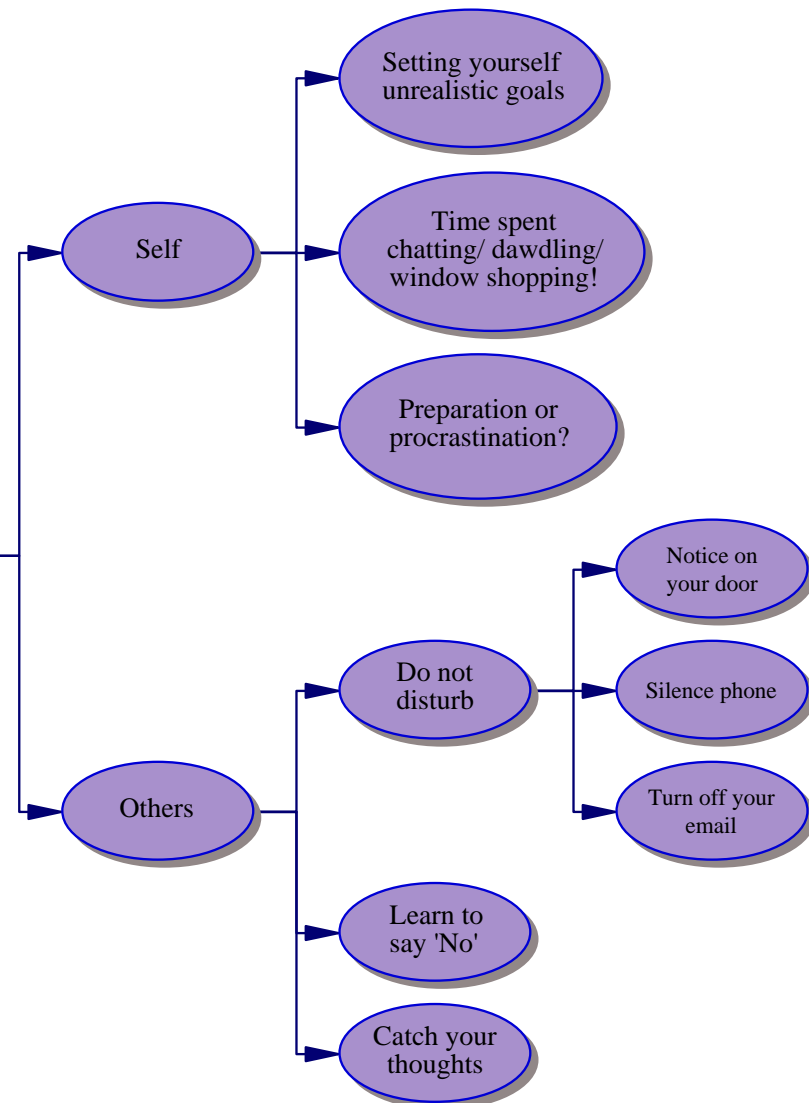 Setting yourself
unrealistic goals
Self
Time spent
chatting/ dawdling/
window shopping!
Preparation or
procrastination?
Others
Do not
disturb
Notice on
your door
Silence phone
Turn off your
email
Learn to
say 'No'
Catch your
thoughts